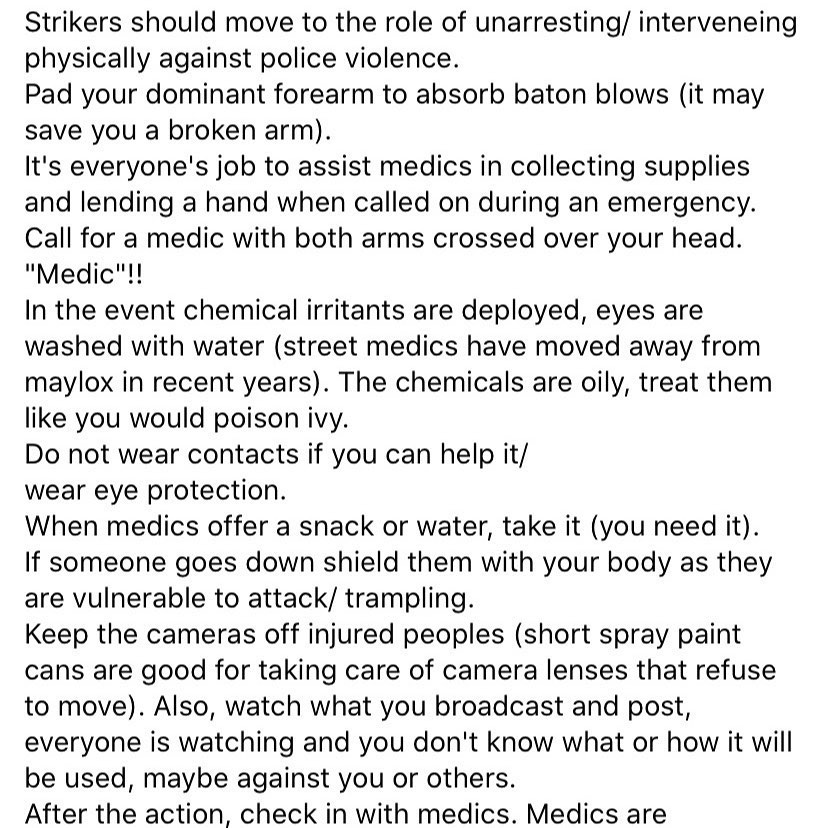 Strikers should move to the role of unarresting/ interveneing
physically against police violence.
Pad your dominant forearm to absorb baton blows (it may
save you a broken arm).
It's everyone's job to assist medics in collecting supplies
and lending a hand when called on during an emergency.
Call for a medic with both arms crossed over your head.
"Medic"!!
In the event chemical irritants are deployed, eyes are
washed with water (street medics have moved away from
maylox in recent years). The chemicals are oily, treat them
like you would poison ivy.
Do not wear contacts if you can help it/
wear eye protection.
When medics offer a snack or water, take it (you need it).
If someone goes down shield them with your body as they
are vulnerable to attack/ trampling.
Keep the cameras off injured peoples (short spray paint
cans are good for taking care of camera lenses that refuse
to move). Also, watch what you broadcast and post,
everyone is watching and you don't know what or how it will
be used, maybe against you or others.
After the action, check in with medics. Medics are